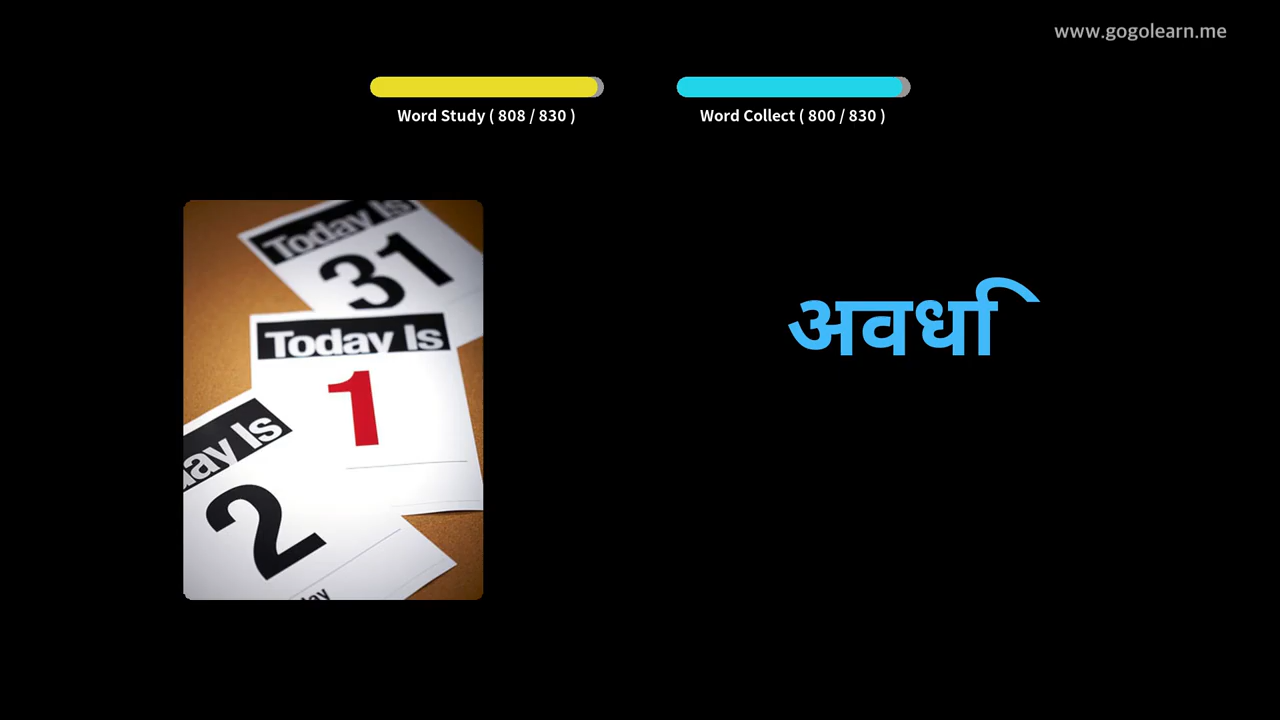 www.gogolearn.me
Word Study ( 808 / 830 )
Word Collect ( 800 / 830 )
Today Is
31
Today Is
1
ay Is
2
अवधि